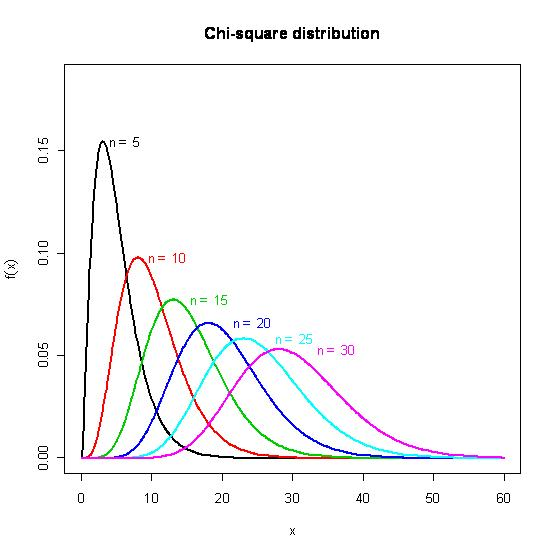 Chi-square distribution
f(x)
0.15
0.10
0.05
0.00
n = 5
n = 10
n = 15
n = 20
n = 25
n = 30
0
10
20
30
40
50
60
x